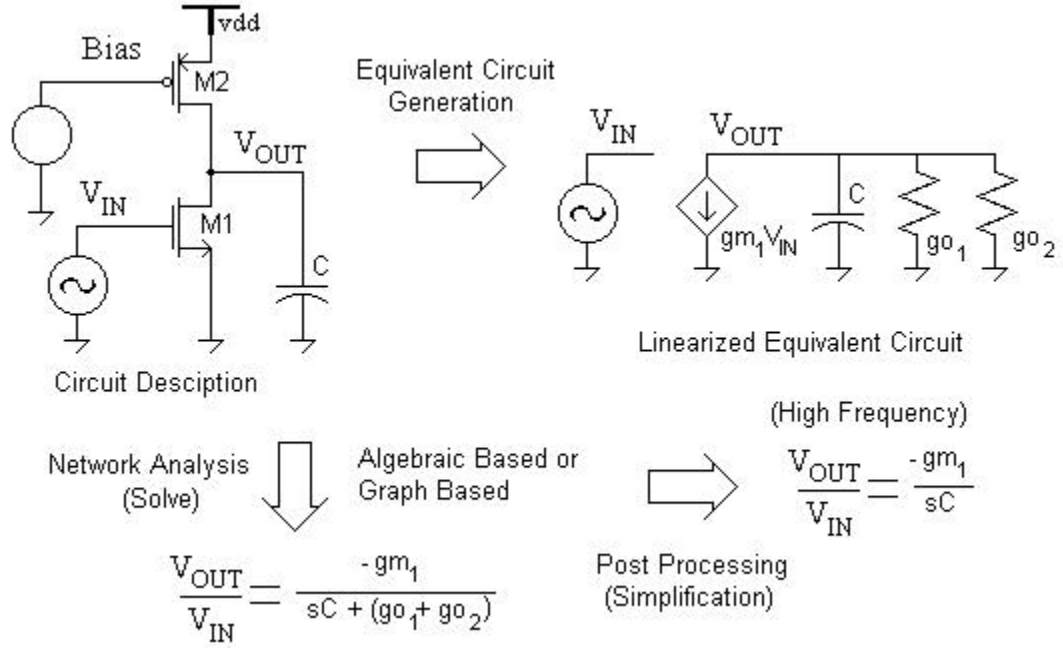 vdd
Bias
M2
V_OUT
V_IN
M1
C
Circuit Desciption
Equivalent Circuit
Generation
V_IN
V_OUT
C
gm_1V_IN
go_1
go_2
Linearized Equivalent Circuit
Network Analysis
(Solve)
Algebraic Based or
Graph Based
V_OUT/V_IN = -gm_1/sC + (go_1+ go_2)
Post Processing
(Simplification)
(High Frequency)
V_OUT/V_IN = -gm_1/sC